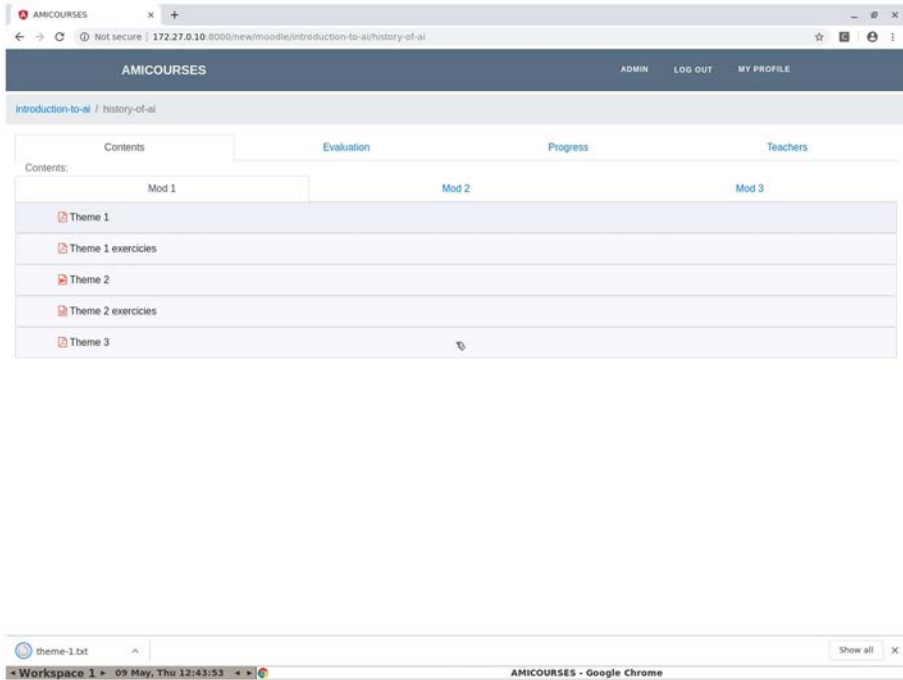 AMICOURSES
Not secure | 172.27.0.10:8000/new/moodle/introduction-to-ai/history-of-ai
AMICOURSES ADMIN LOG OUT MY PROFILE
introduction-to-ai / history-of-ai
Contents Evaluation Progress Teachers
Contents:
Mod 1 Mod 2 Mod 3
Theme 1
Theme 1 exercicies
Theme 2
Theme 2 exercicies
Theme 3
theme-1.txt Show all
Workspace 1 09 May, Thu 12:43:53 AMICOURSES - Google Chrome